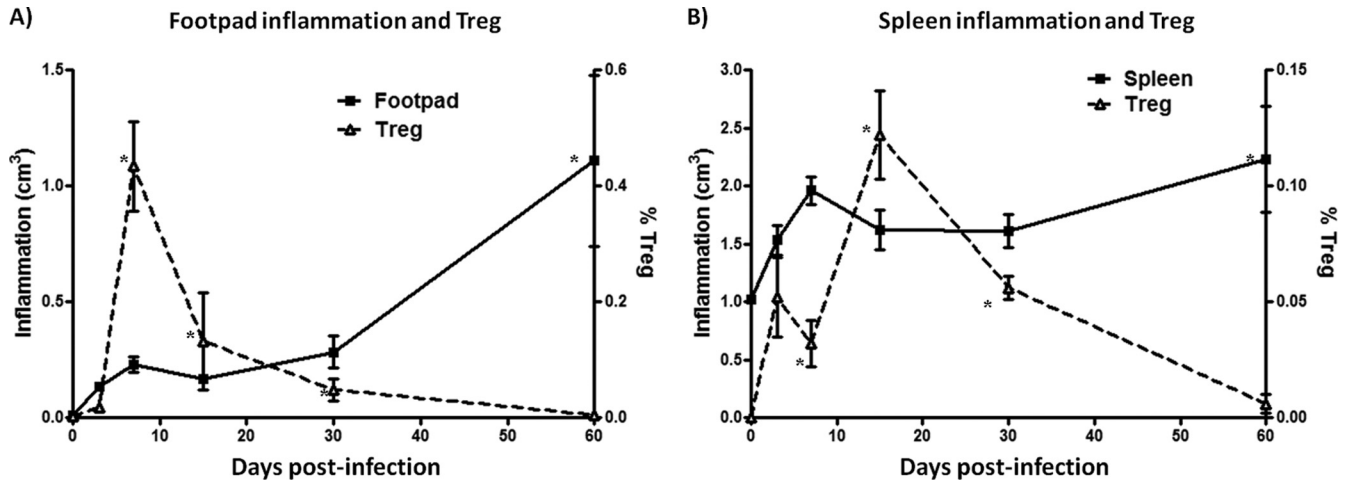 A)
Footpad inflammation and Treg
1.5
1.0
0.5
0.0
Inflammation (cm3)
Footpad
Treg
*
*
*
*
0.6
0.4
0.2
0.0
% Treg
0 10 20 30 40 50 60
Days post-infection
B)
Spleen inflammation and Treg
3.0
2.5
2.0
1.5
1.0
0.5
0.0
Inflammation (cm3)
Spleen
Treg
*
*
*
*
0.15
0.10
0.05
0.00
% Treg
0 10 20 30 40 50 60
Days post-infection